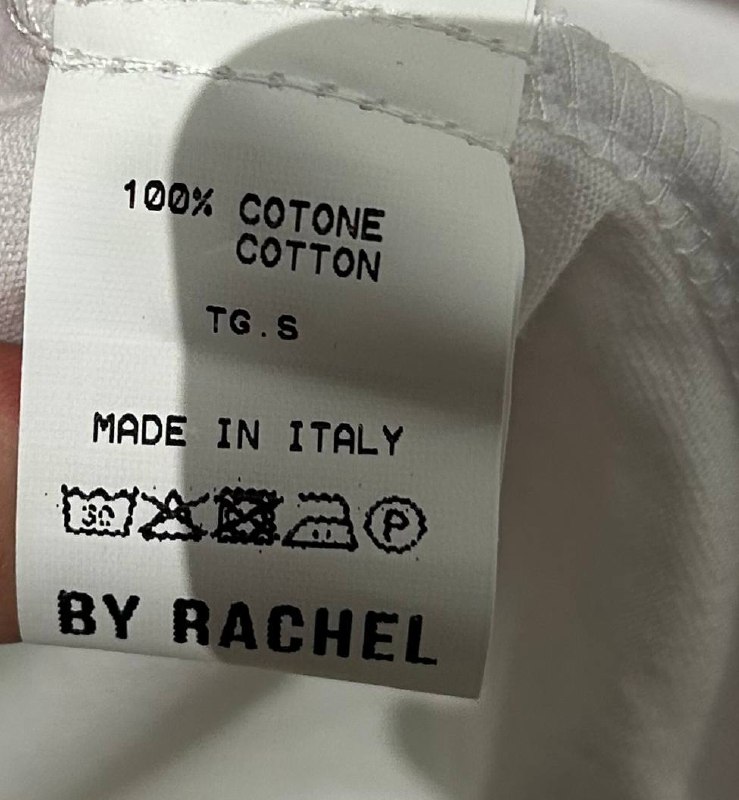 100% COTONE
COTTON
TG.S
MADE IN ITALY
30 P
BY RACHEL